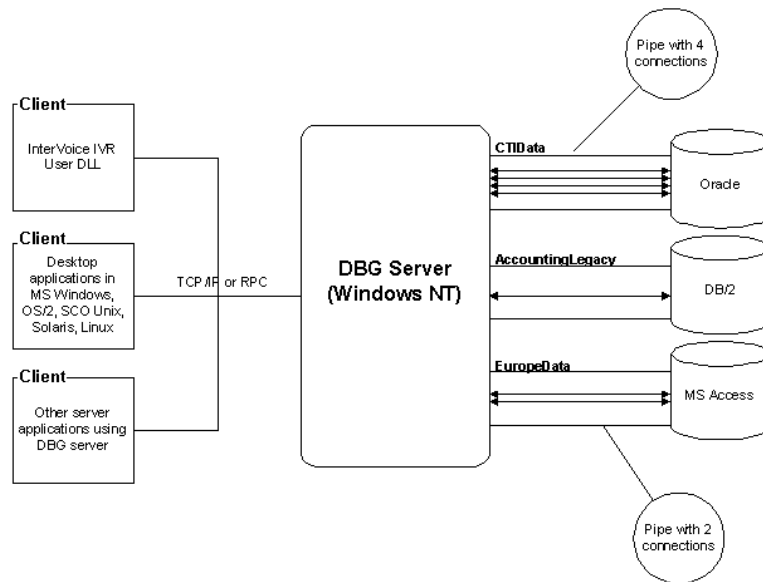 Pipe with 4
connections
Client
InterVoice IVR
User DLL
CTIData
Oracle
Client
Desktop
applications in
MS Windows,
OS/2, SCO Unix,
Solaris, Linux
TCP/IP or RPC
DBG Server
(Windows NT)
AccountingLegacy
DB/2
Client
Other server
applications using
DBG server
EuropeData
MS Access
Pipe with 2
connections